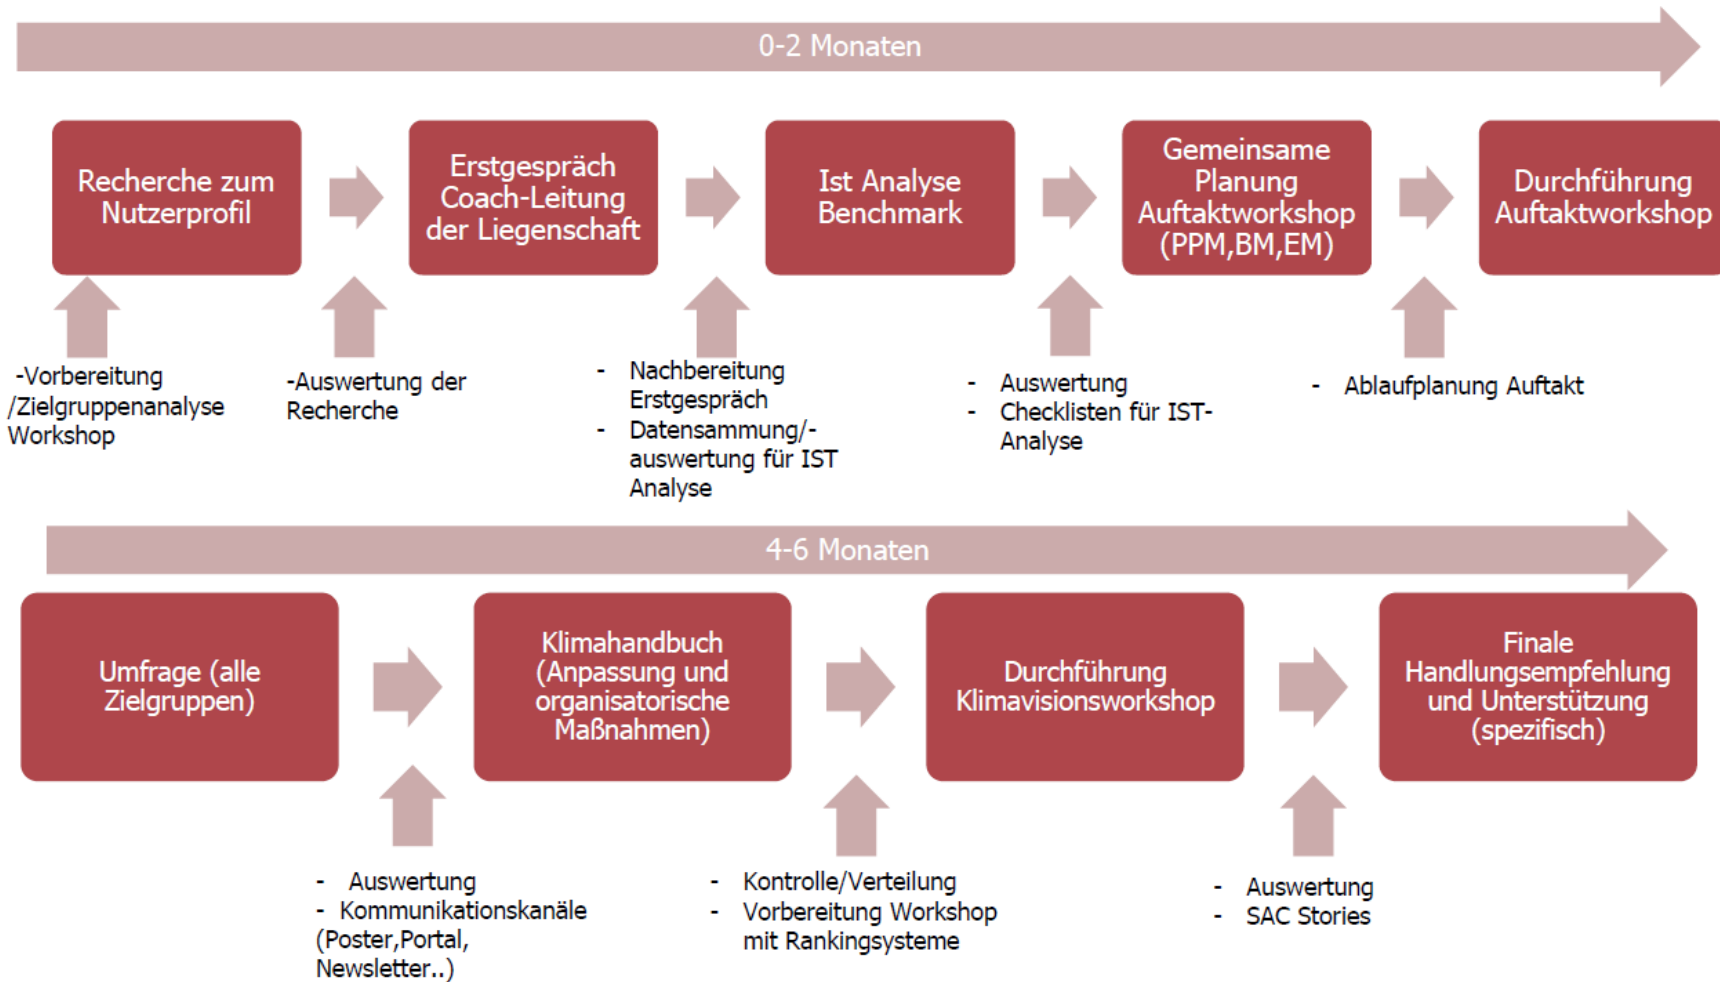 0-2 Monaten
Recherche zum
Nutzerprofil
Erstgespräch
Coach-Leitung
der Liegenschaft
Ist Analyse
Benchmark
Gemeinsame
Planung
Auftaktworkshop
(PPM,BM,EM)
Durchführung
Auftaktworkshop
-Vorbereitung
/Zielgruppenanalyse
Workshop
-Auswertung der
Recherche
- Nachbereitung
Erstgespräch
- Datensammung/-
auswertung für IST
Analyse
- Auswertung
- Checklisten für IST-
Analyse
- Ablaufplanung Auftakt
4-6 Monaten
Umfrage (alle
Zielgruppen)
Klimahandbuch
(Anpassung und
organisatorische
Maßnahmen)
Durchführung
Klimavisionsworkshop
Finale
Handlungsempfehlung
und Unterstützung
(spezifisch)
- Auswertung
- Kommunikationskanäle
(Poster,Portal,
Newsletter..)
- Kontrolle/Verteilung
- Vorbereitung Workshop
mit Rankingsysteme
- Auswertung
- SAC Stories